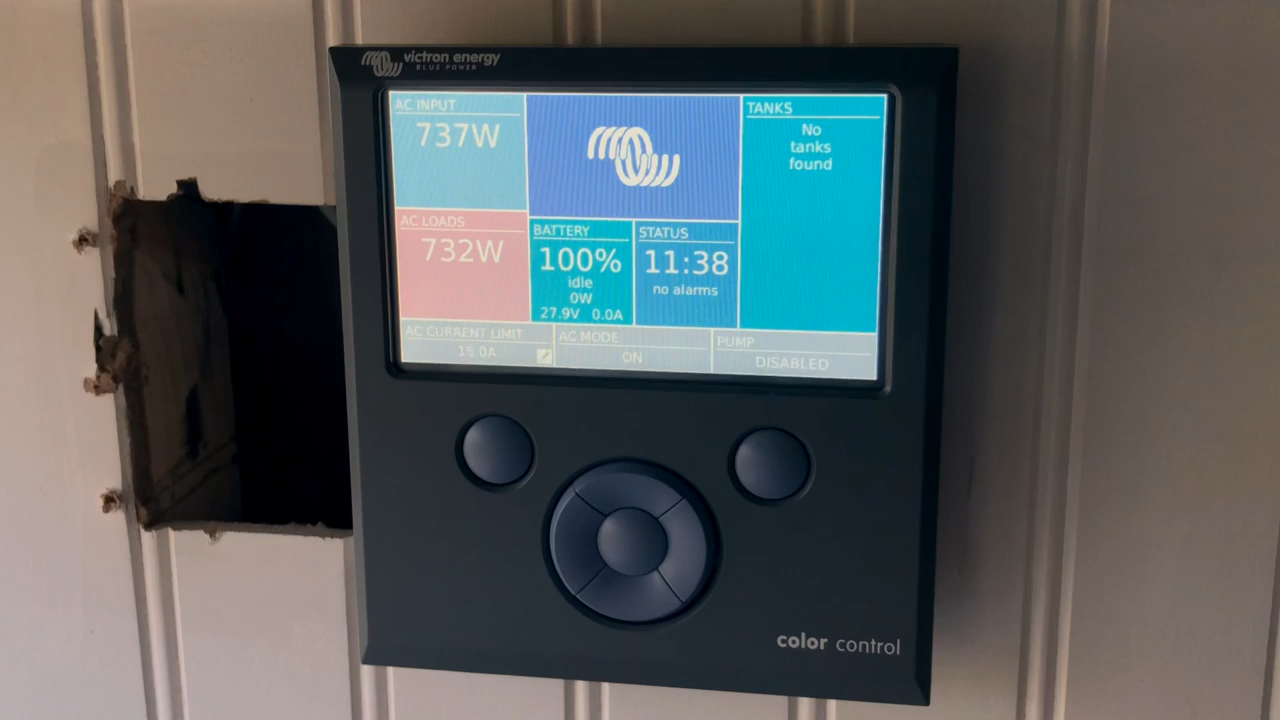 victron energy
BLUE POWER
AC INPUT
737W
TANKS
No
tanks
found
AC LOADS
732W
BATTERY
100%
idle
0W
27.9V 0.0A
STATUS
11:38
no alarms
AC CURRENT LIMIT
15.0A
AC MODE
ON
PUMP
DISABLED
color control